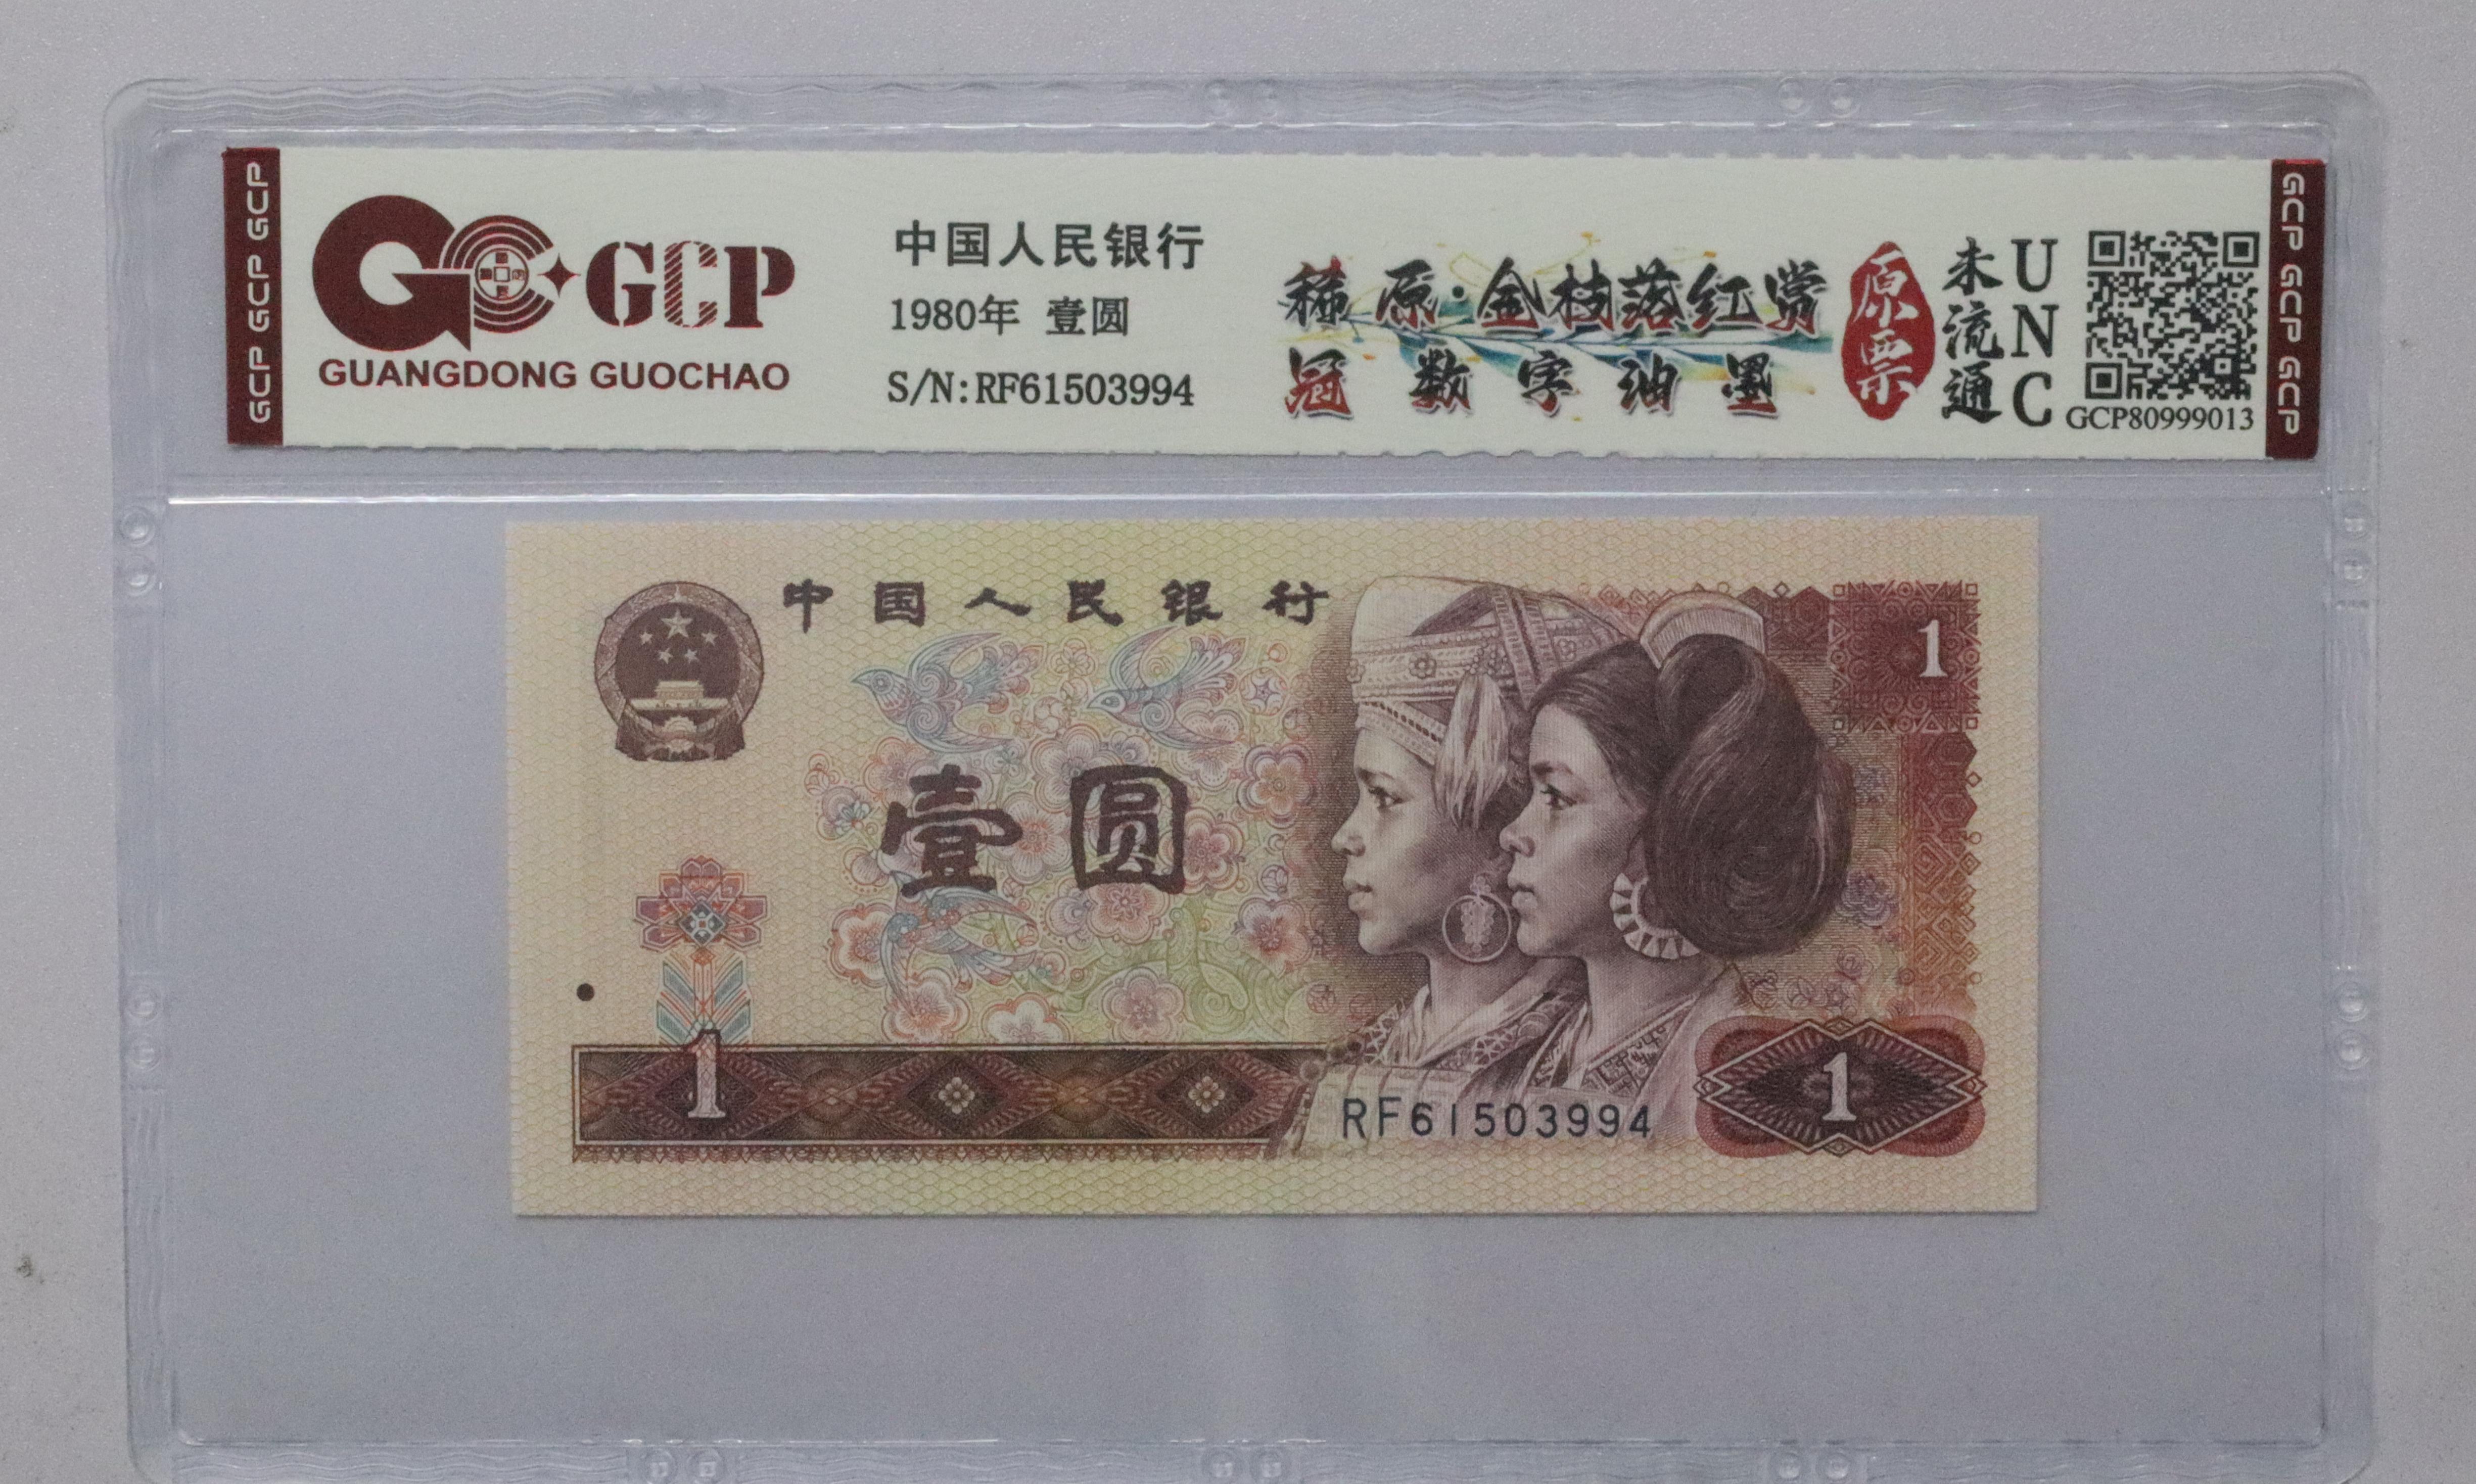 GCP GCP GCP
GCP
GUANGDONG GUOCHAO
中国人民银行
1980年 壹圆
S/N:RF61503994
稀原·金枝落红赏
冠数字油墨
原票
未流通
UNC
GCP80999013
GCP GCP GCP
中国人民银行
1
壹圆
1
RF61503994
1